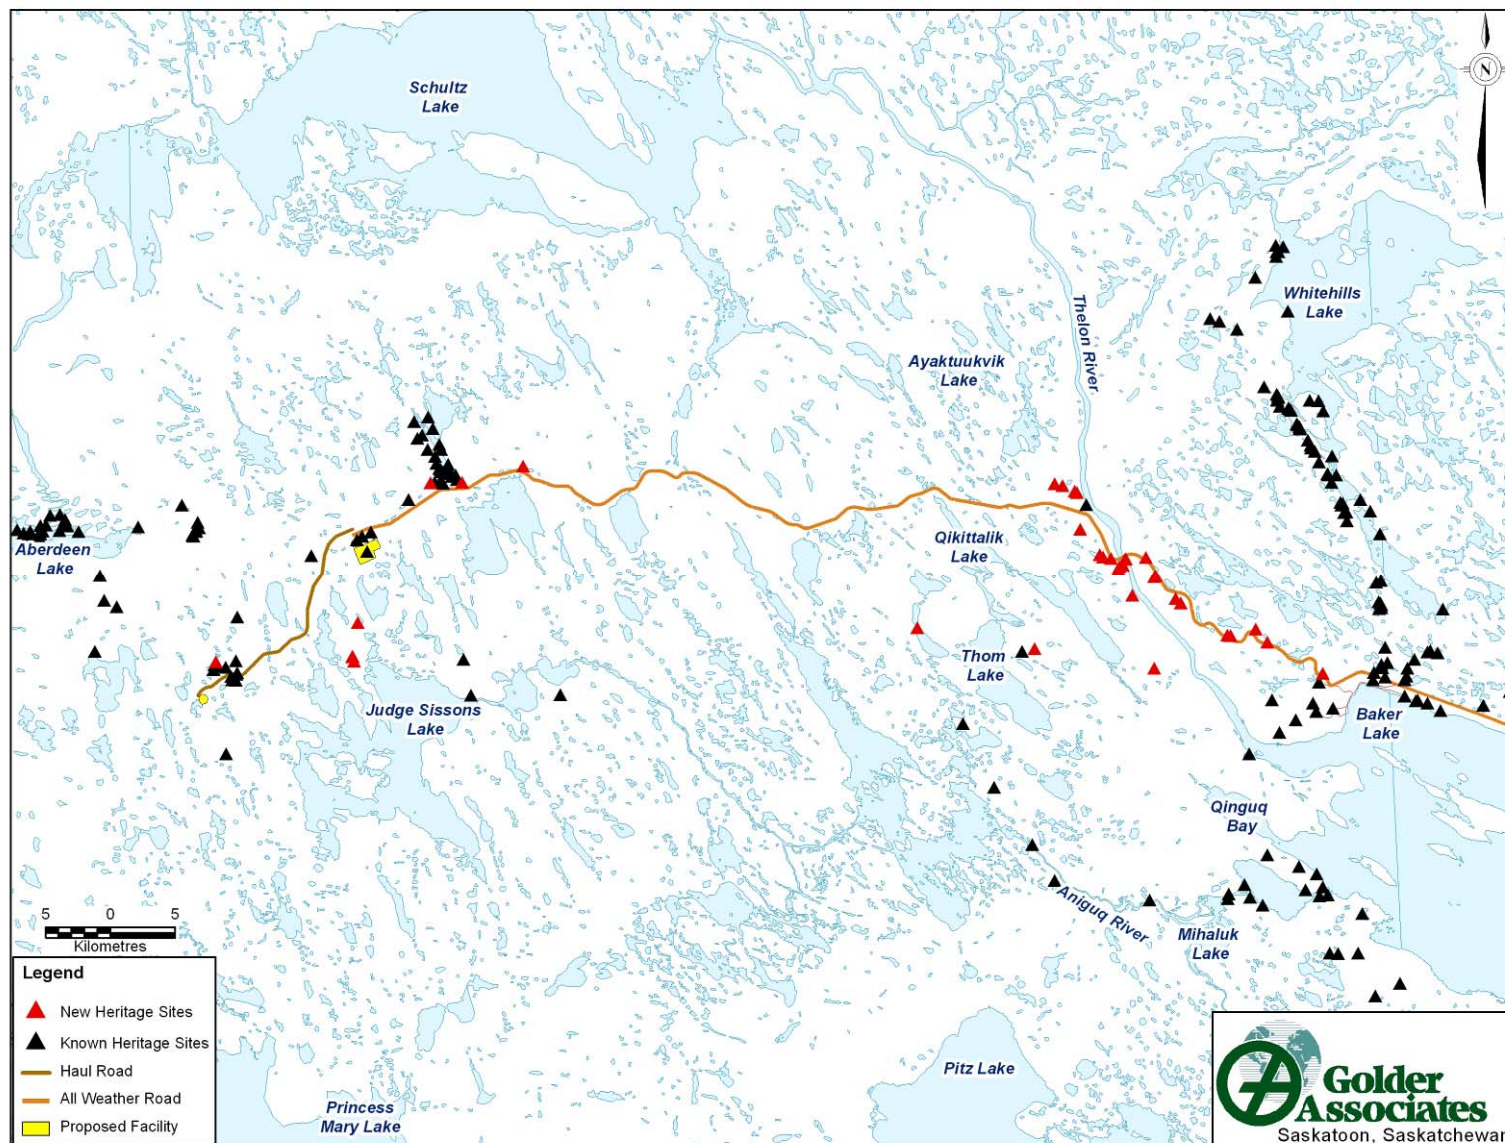 Schultz
Lake
N
Whitehills
Lake
Thelon River
Ayaktuukvik
Lake
Qikittalik
Lake
Aberdeen
Lake
Thom
Lake
Judge Sissons
Lake
Baker
Lake
Qinguq
Bay
Aniguq River
Mihaluk
Lake
5 0 5
Kilometres
Legend
New Heritage Sites
Known Heritage Sites
Haul Road
All Weather Road
Proposed Facility
Princess
Mary Lake
Pitz Lake
Golder
Associates
Saskatoon, Saskatchewan